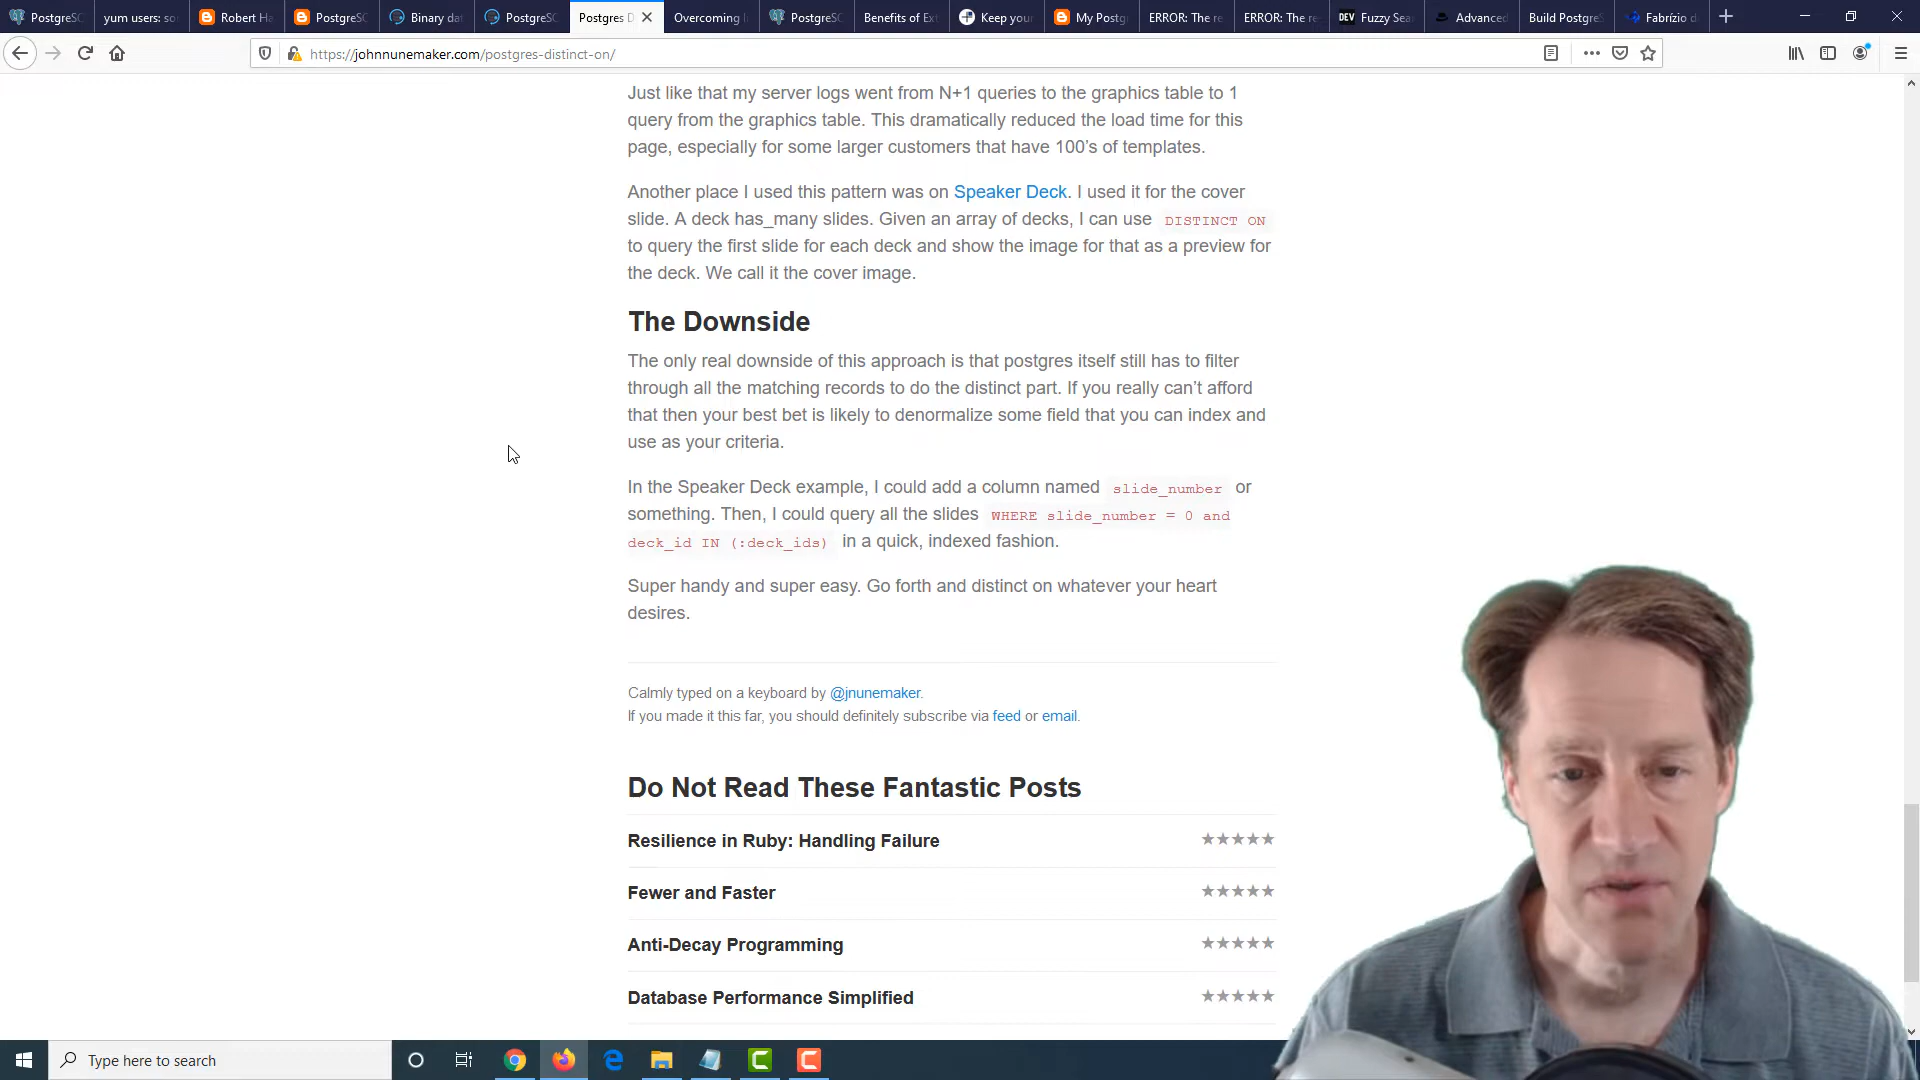 PostgreSC
yum users: so
Robert Ha
PostgreSC
Binary da
PostgreSC
Postgres D
Overcoming l
PostgreSC
Benefits of Ex
Keep your
My Postg
ERROR: The re
ERROR: The re
DEV
Fuzzy Sea
Advanced
Build Postgre
Fabrízio d
https://johnnunemaker.com/postgres-distinct-on/
Just like that my server logs went from N+1 queries to the graphics table to 1
query from the graphics table. This dramatically reduced the load time for this
page, especially for some larger customers that have 100's of templates.
Another place I used this pattern was on Speaker Deck. I used it for the cover
slide. A deck has_many slides. Given an array of decks, I can use DISTINCT ON
to query the first slide for each deck and show the image for that as a preview for
the deck. We call it the cover image.
The Downside
The only real downside of this approach is that postgres itself still has to filter
through all the matching records to do the distinct part. If you really can't afford
that then your best bet is likely to denormalize some field that you can index and
use as your criteria.
In the Speaker Deck example, I could add a column named slide_number or
something. Then, I could query all the slides WHERE slide_number = 0 and
deck_id IN (:deck_ids) in a quick, indexed fashion.
Super handy and super easy. Go forth and distinct on whatever your heart
desires.
Calmly typed on a keyboard by @jnunemaker.
If you made it this far, you should definitely subscribe via feed or email.
Do Not Read These Fantastic Posts
Resilience in Ruby: Handling Failure
Fewer and Faster
Anti-Decay Programming
Database Performance Simplified
Type here to search